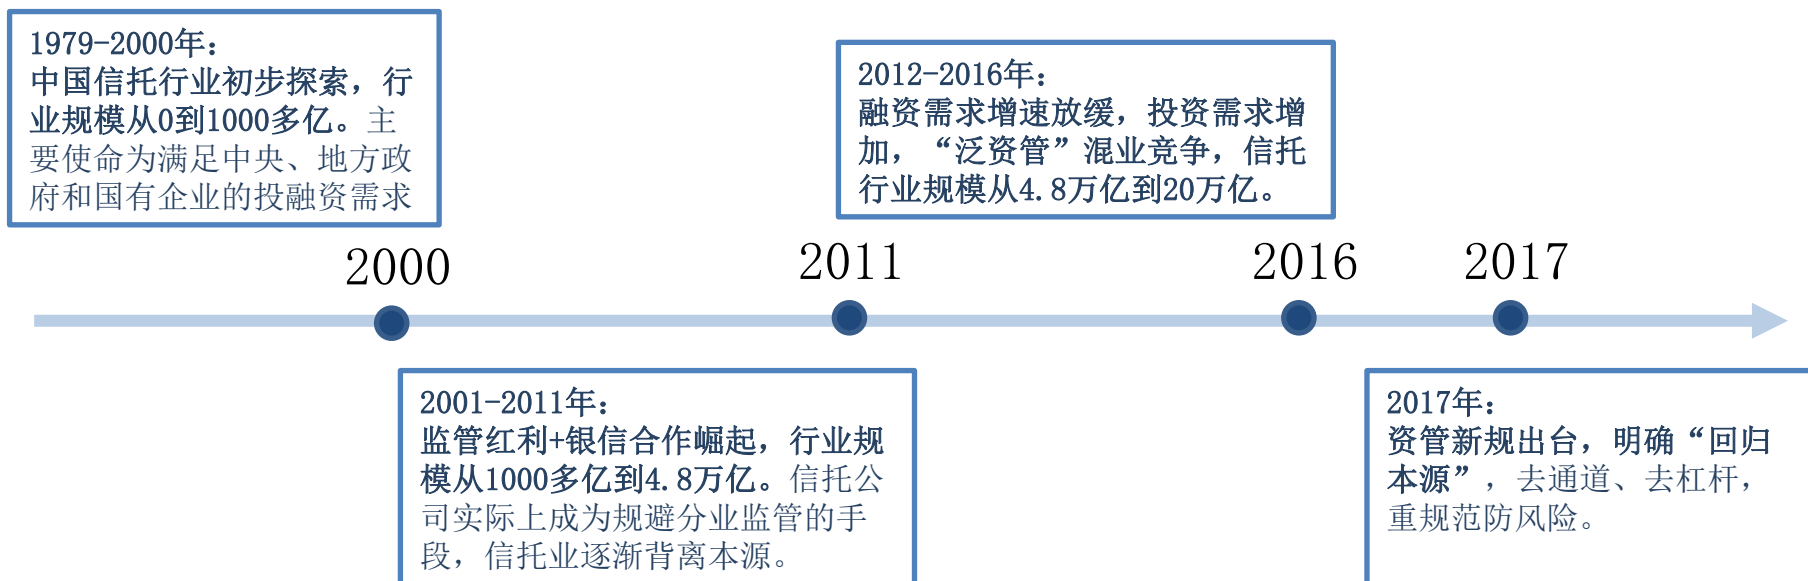 1979-2000年：
中国信托行业初步探索，行
业规模从0到1000多亿。主
要使命为满足中央、地方政
府和国有企业的投融资需求
2012-2016年：
融资需求增速放缓，投资需求增
加，“泛资管”混业竞争，信托
行业规模从4.8万亿到20万亿。
2000
2011
2016
2017
2001-2011年：
监管红利+银信合作崛起，行业规
模从1000多亿到4.8万亿。信托公
司实际上成为规避分业监管的手
段，信托业逐渐背离本源。
2017年：
资管新规出台，明确“回归
本源”，去通道、去杠杆，
重规范防风险。